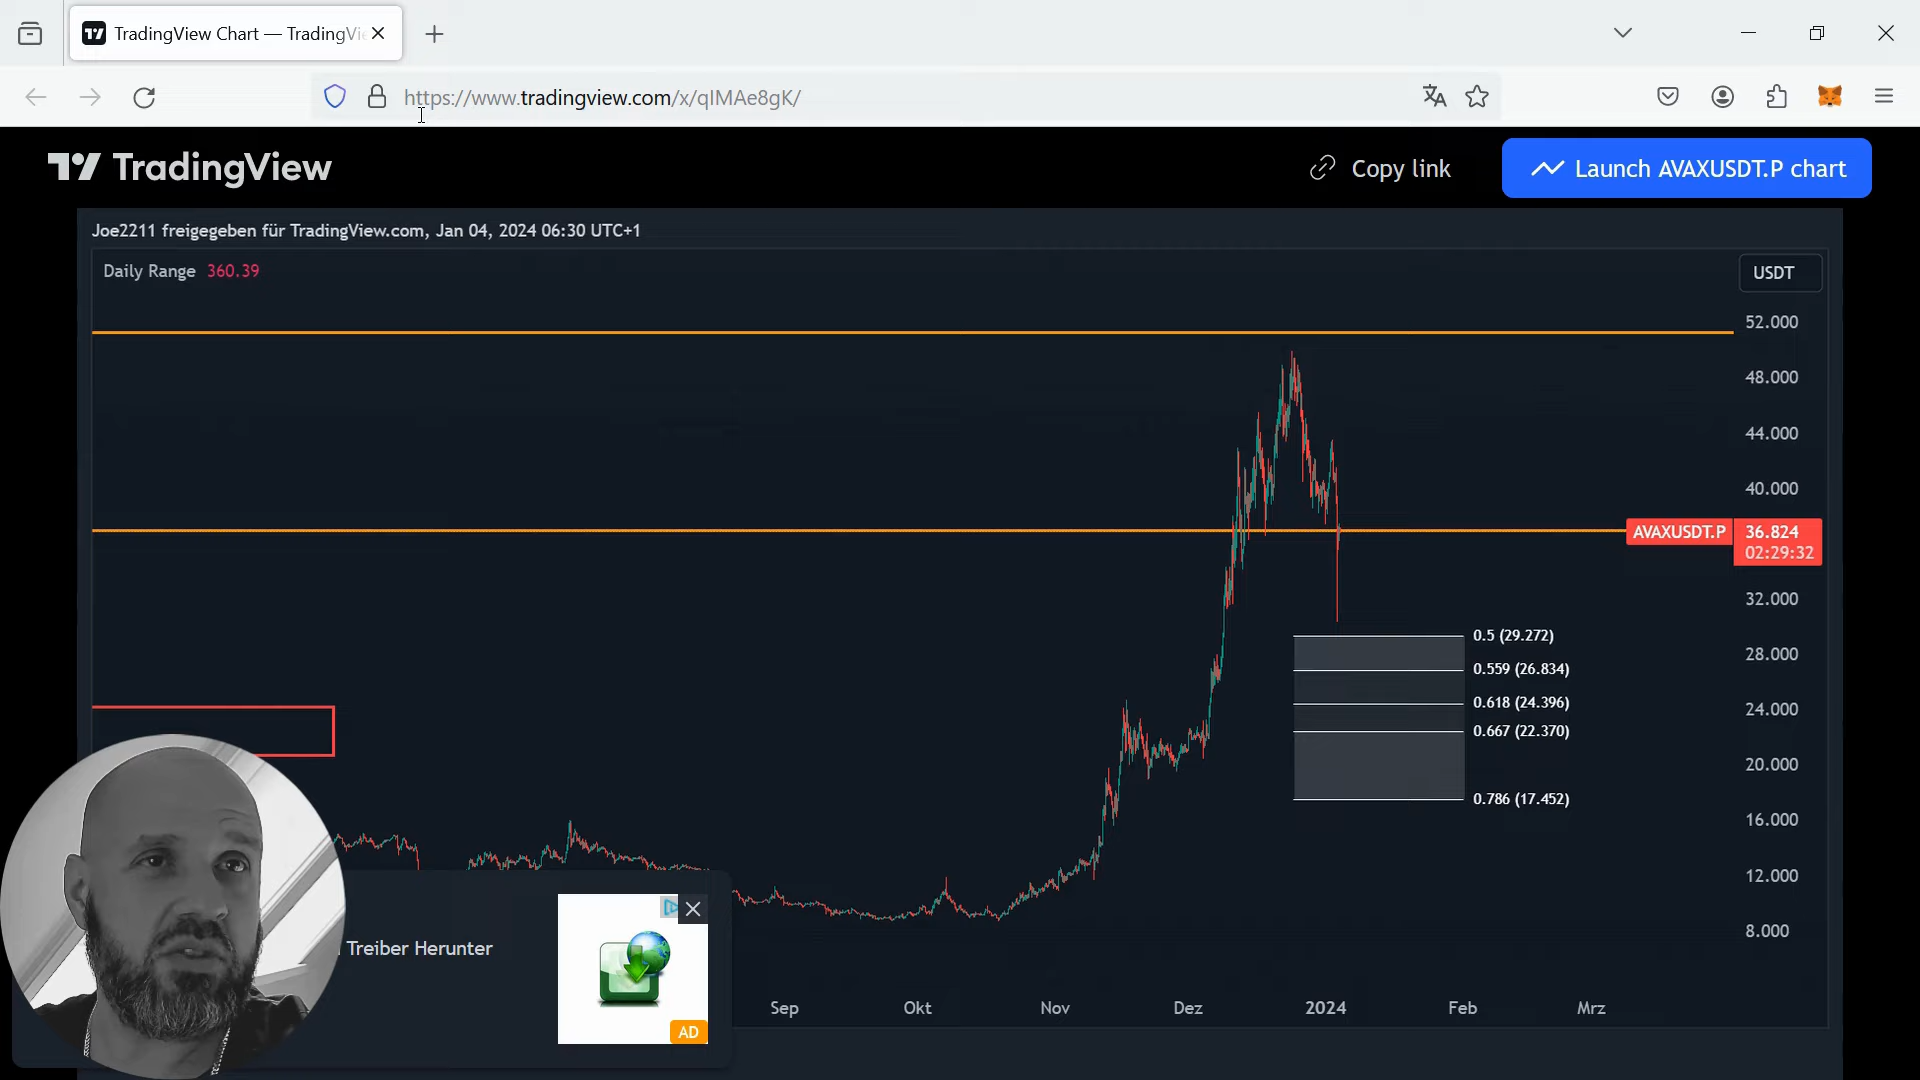 TradingView Chart — TradingVi
https://www.tradingview.com/x/qIMAe8gK/
TradingView
Copy link
Launch AVAXUSDT.P chart
Joe2211 freigegeben für TradingView.com, Jan 04, 2024 06:30 UTC+1
Daily Range 360.39
USDT
52.000
48.000
44.000
40.000
AVAXUSDT.P 36.824
02:29:32
32.000
0.5 (29.272)
28.000
0.559 (26.834)
0.618 (24.396)
24.000
0.667 (22.370)
20.000
0.786 (17.452)
16.000
12.000
8.000
Treiber Herunter
AD
Sep Okt Nov Dez 2024 Feb Mrz